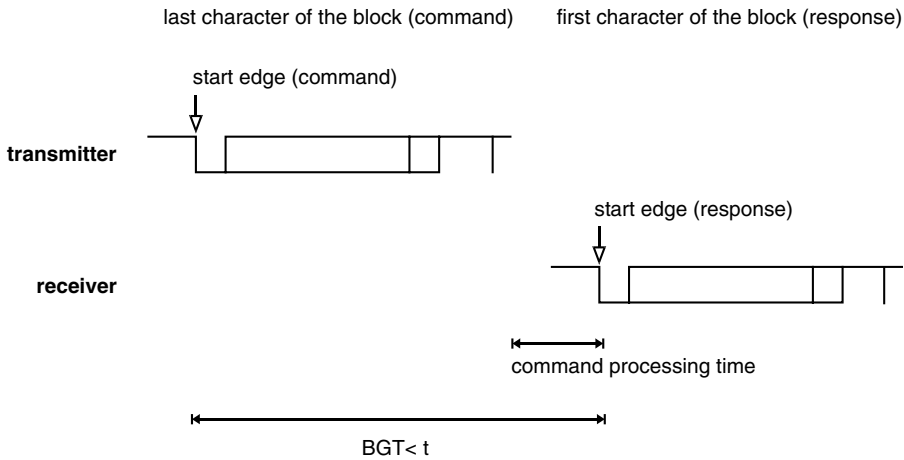 last character of the block (command)
first character of the block (response)
start edge (command)
transmitter
start edge (response)
receiver
command processing time
BGT< t